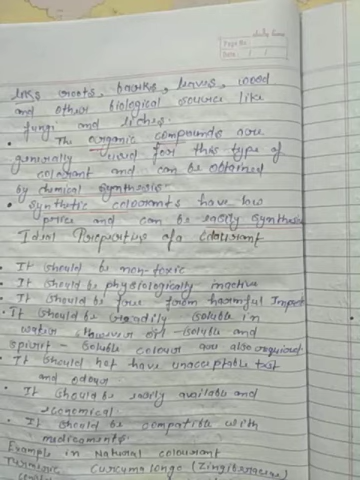 roots, barks, leaves, wood
and other biological source like
fungi and liches.
• The organic compounds are
generally used for this type of
colourant and can be obtained
by chemical synthesis.
• Synthetic colourants have low
price and can be easily synthesis
Ideal Properties of a Colourant
• It should be non-toxic
• It should be physiologically inactive
• It should be free from harmful
• It should be readily soluble in
water However oil-soluble and
spirit-soluble colour are also required
• It should not have unacceptable tast
and odour
• It should be easily available and
economical.
• It should be compatible with
medicaments.
Example in Natural colourant
Turmeric Curcuma longa (Zingiberaceae)